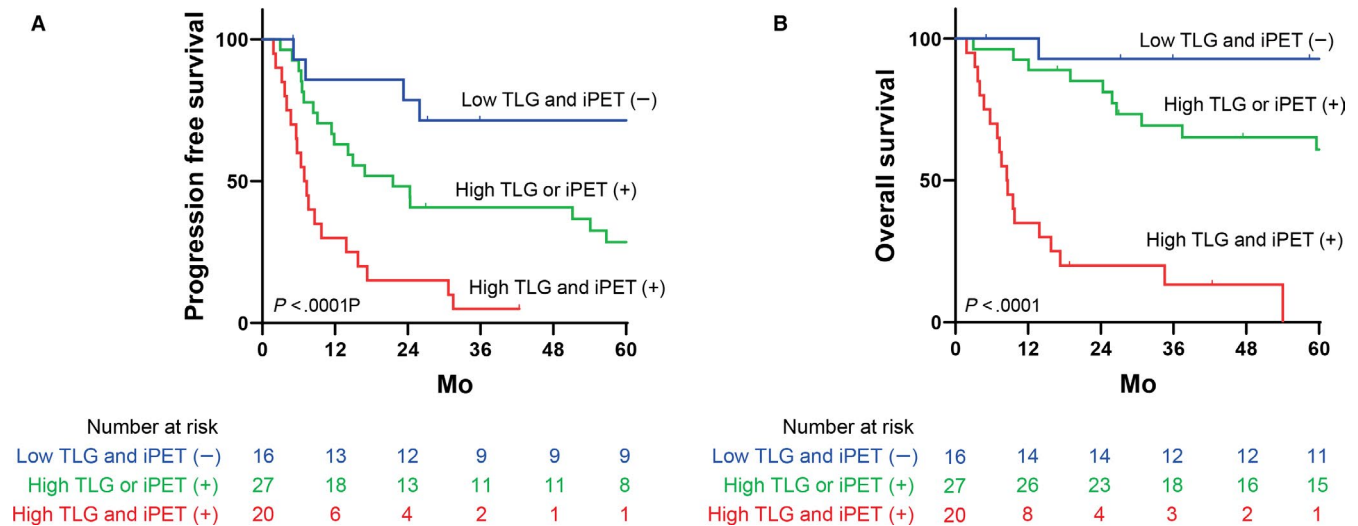 A
Progression free survival
100
50
0
Low TLG and iPET (−)
High TLG or iPET (+)
High TLG and iPET (+)
P < .0001P
0 12 24 36 48 60
Mo
Number at risk
Low TLG and iPET (−) 16 13 12 9 9 9
High TLG or iPET (+) 27 18 13 11 11 8
High TLG and iPET (+) 20 6 4 2 1 1
B
Overall survival
100
50
0
Low TLG and iPET (−)
High TLG or iPET (+)
High TLG and iPET (+)
P < .0001
0 12 24 36 48 60
Mo
Number at risk
Low TLG and iPET (−) 16 14 14 12 12 11
High TLG or iPET (+) 27 26 23 18 16 15
High TLG and iPET (+) 20 8 4 3 2 1